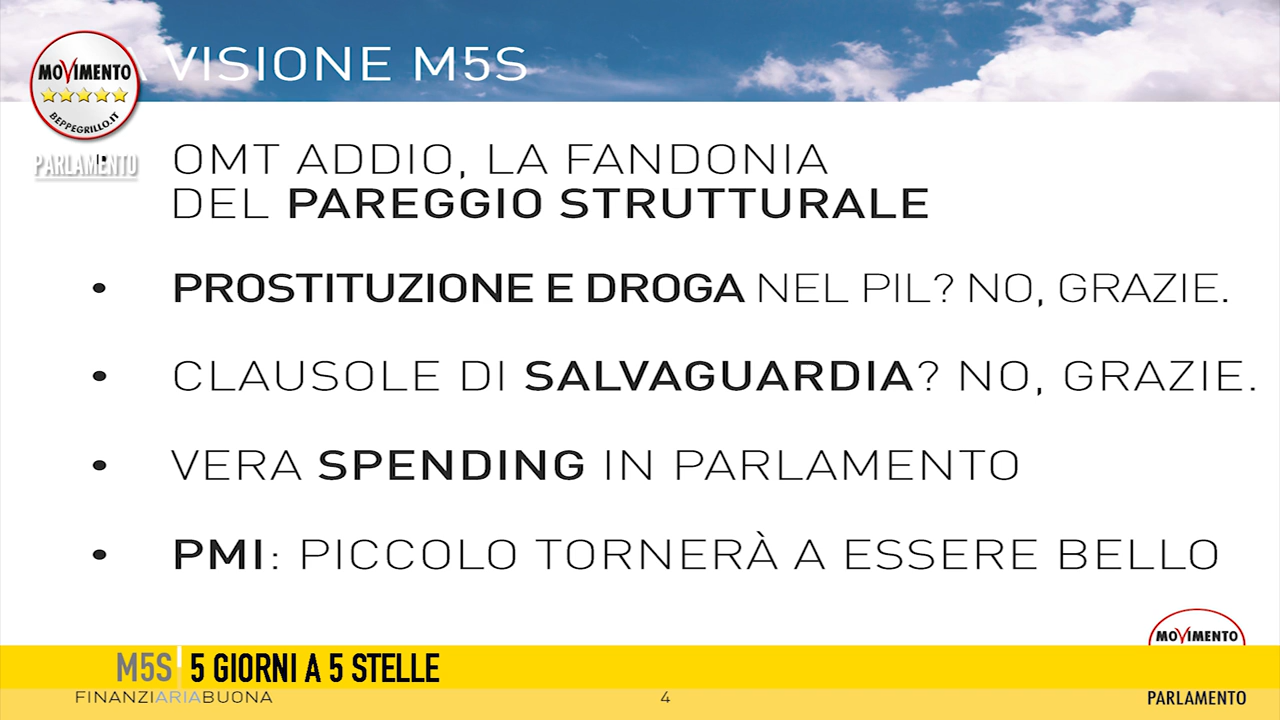 A VISIONE M5S
MOVIMENTO
BEPPEGRILLO.IT
PARLAMENTO
OMT ADDIO, LA FANDONIA
DEL PAREGGIO STRUTTURALE
• PROSTITUZIONE E DROGA NEL PIL? NO, GRAZIE.
• CLAUSOLE DI SALVAGUARDIA? NO, GRAZIE.
• VERA SPENDING IN PARLAMENTO
• PMI: PICCOLO TORNERÀ A ESSERE BELLO
MOVIMENTO
M5S 5 GIORNI A 5 STELLE
FINANZIARIABUONA 4 PARLAMENTO